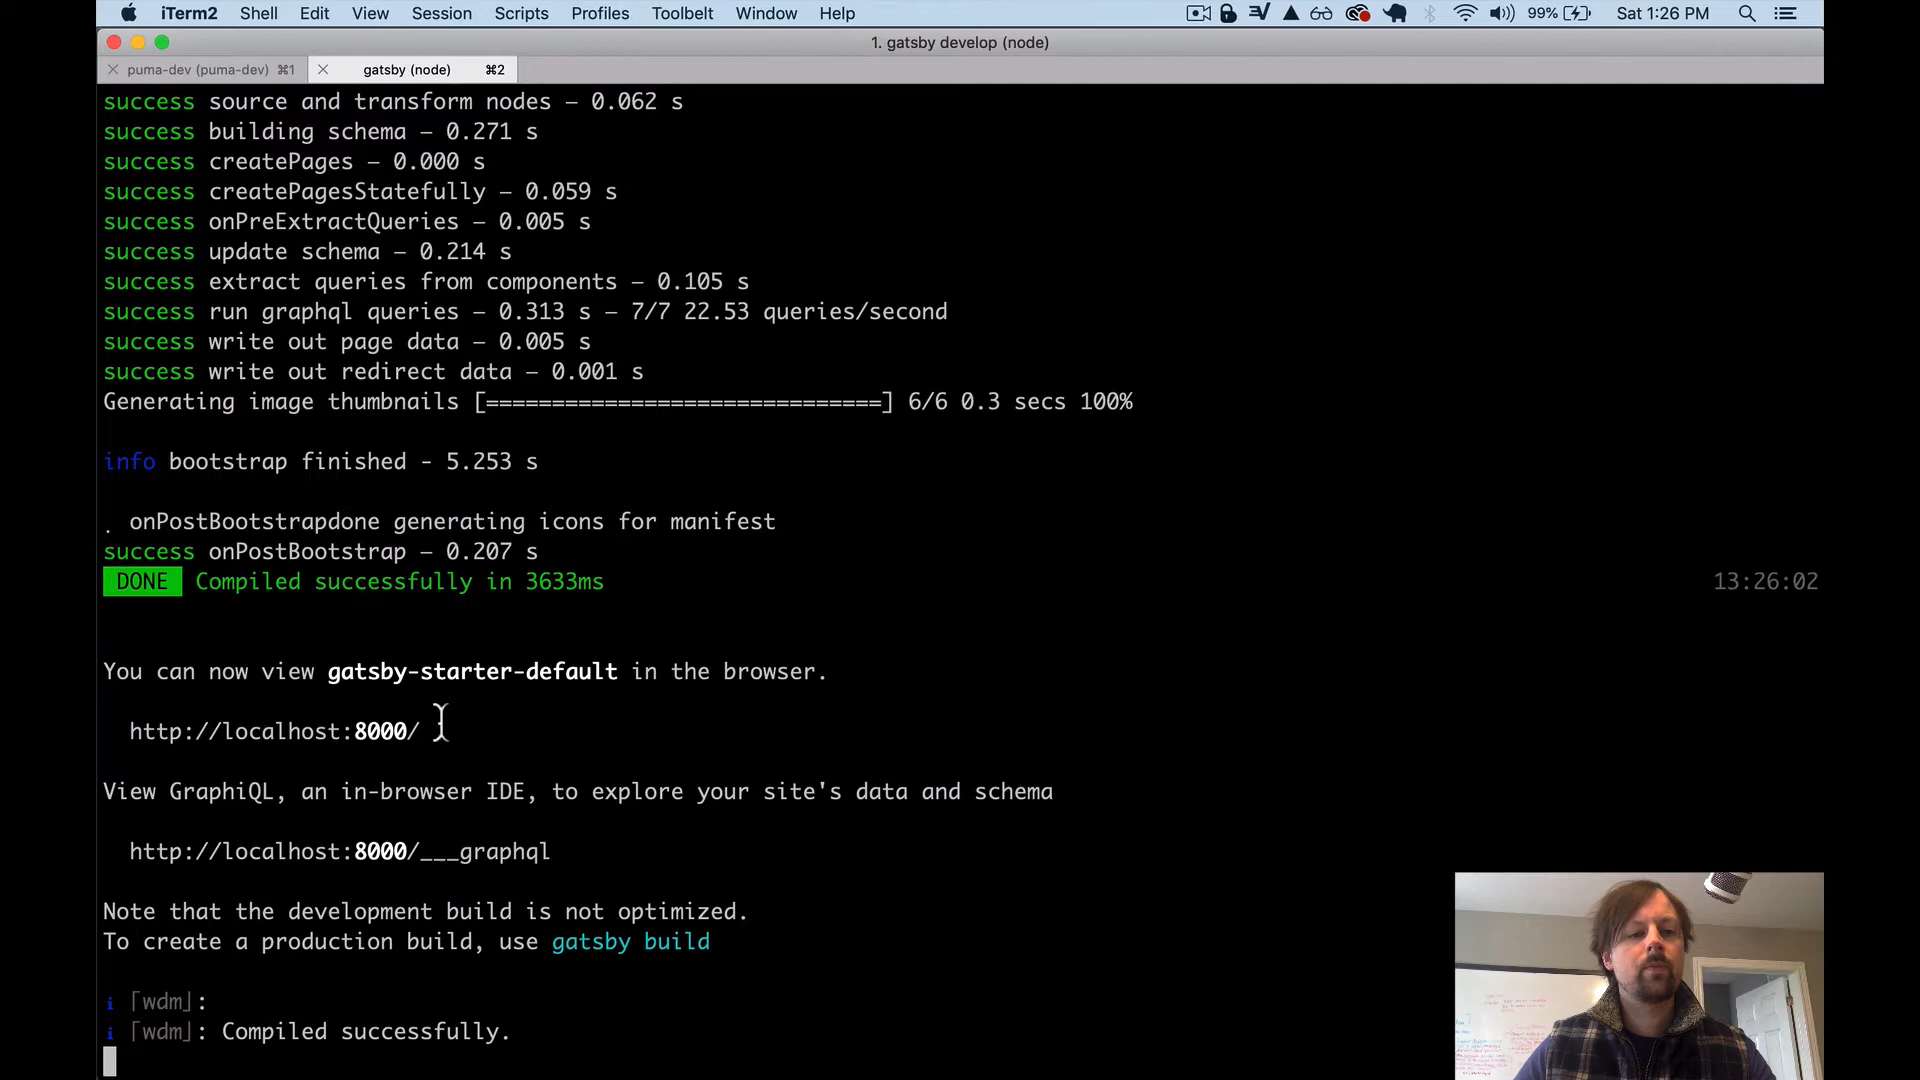 iTerm2 Shell Edit View Session Scripts Profiles Toolbelt Window Help 99% Sat 1:26 PM
1. gatsby develop (node)
puma-dev (puma-dev) ⌘1 gatsby (node) ⌘2
success source and transform nodes — 0.062 s
success building schema — 0.271 s
success createPages — 0.000 s
success createPagesStatefully — 0.059 s
success onPreExtractQueries — 0.005 s
success update schema — 0.214 s
success extract queries from components — 0.105 s
success run graphql queries — 0.313 s — 7/7 22.53 queries/second
success write out page data — 0.005 s
success write out redirect data — 0.001 s
Generating image thumbnails [==============================] 6/6 0.3 secs 100%
info bootstrap finished - 5.253 s
. onPostBootstrapdone generating icons for manifest
success onPostBootstrap — 0.207 s
DONE Compiled successfully in 3633ms 13:26:02
You can now view gatsby-starter-default in the browser.
http://localhost:8000/
View GraphiQL, an in-browser IDE, to explore your site's data and schema
http://localhost:8000/___graphql
Note that the development build is not optimized.
To create a production build, use gatsby build
ℹ ｢wdm｣:
ℹ ｢wdm｣: Compiled successfully.